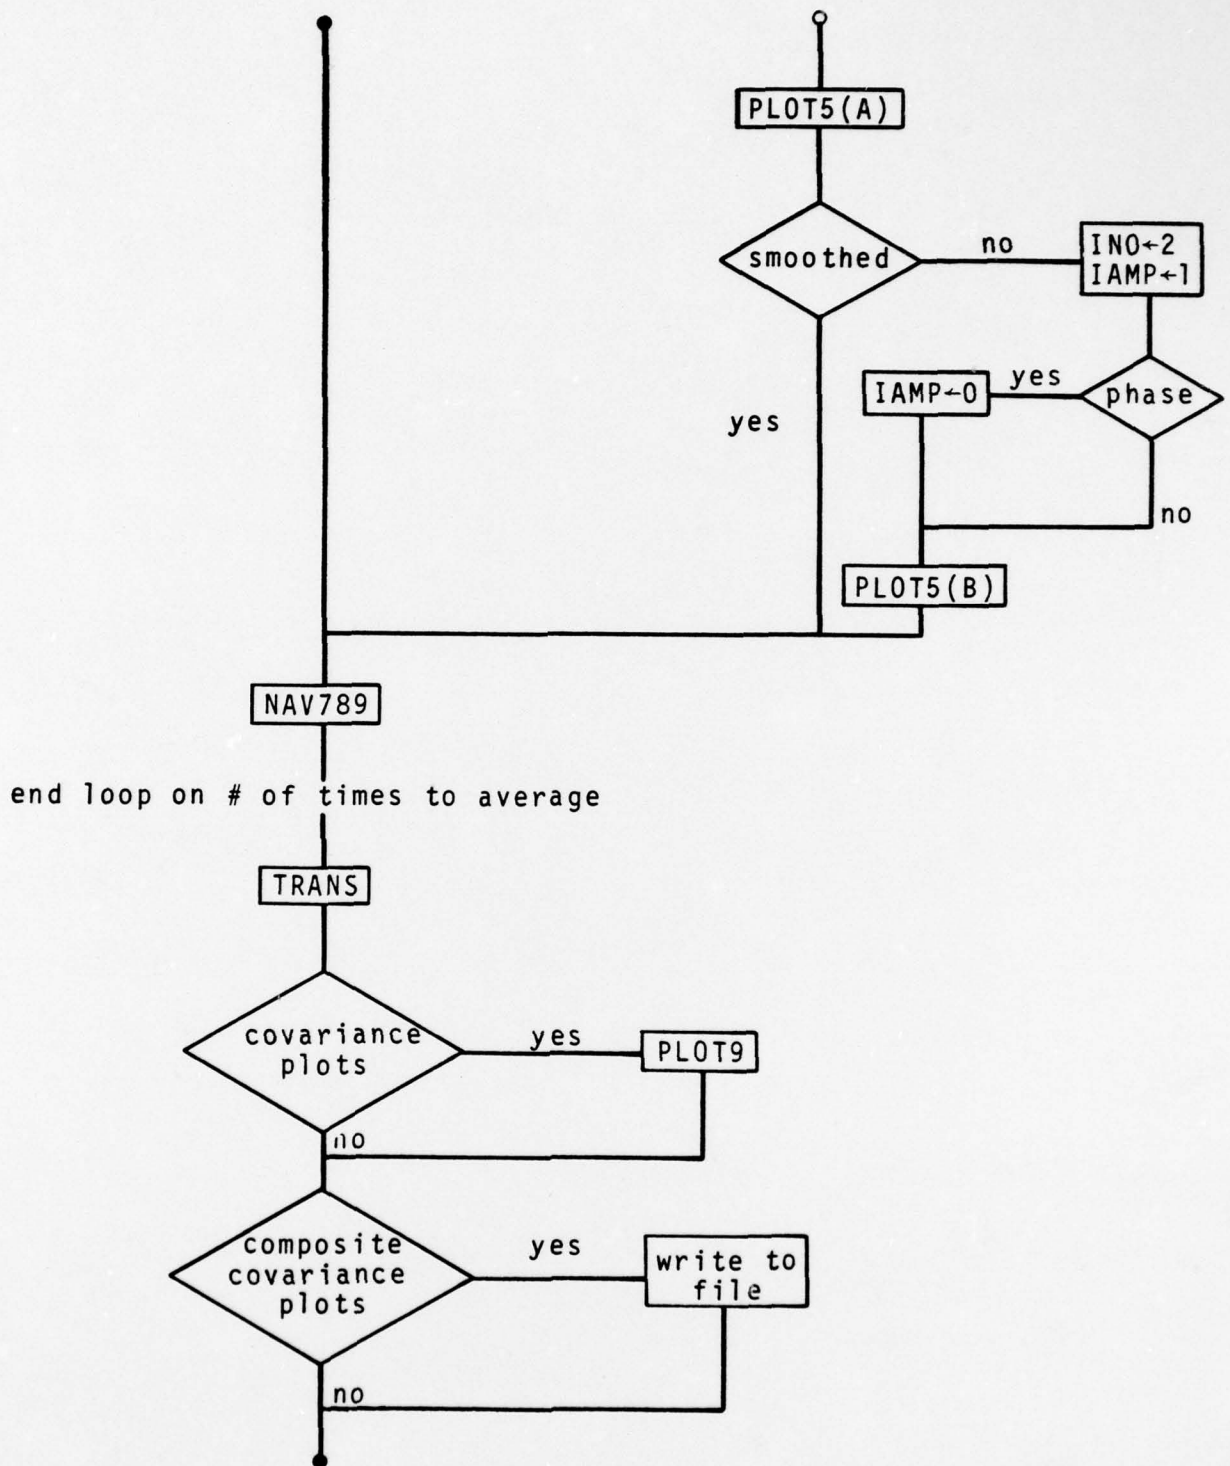 PLOT5(A)
smoothed
no
INO←2
IAMP←1
IAMP←0
yes
phase
yes
no
PLOT5(B)
NAV789
end loop on # of times to average
TRANS
covariance
plots
yes
PLOT9
no
composite
covariance
plots
yes
write to
file
no